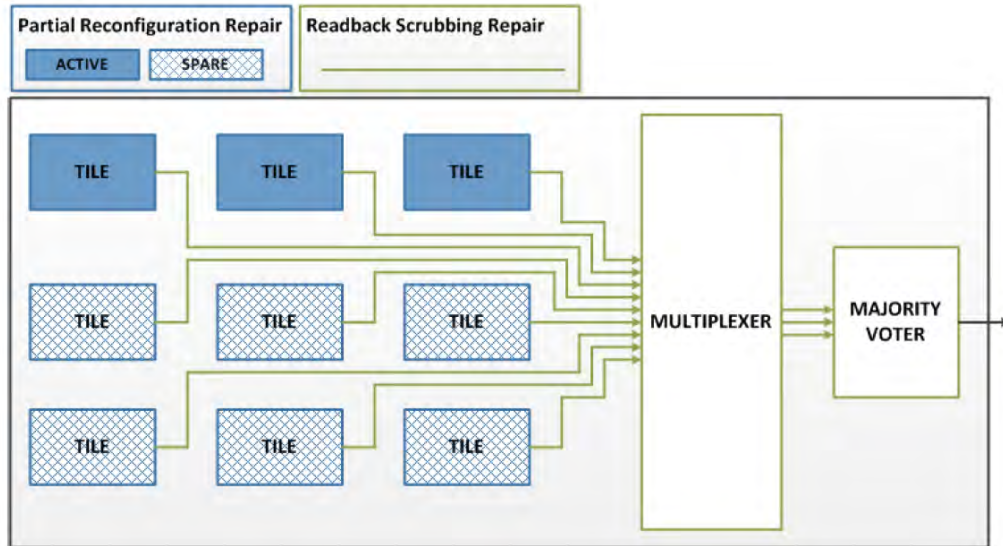 Partial Reconfiguration Repair
ACTIVE
SPARE
Readback Scrubbing Repair
TILE
TILE
TILE
TILE
TILE
TILE
MULTIPLEXER
MAJORITY
VOTER
TILE
TILE
TILE